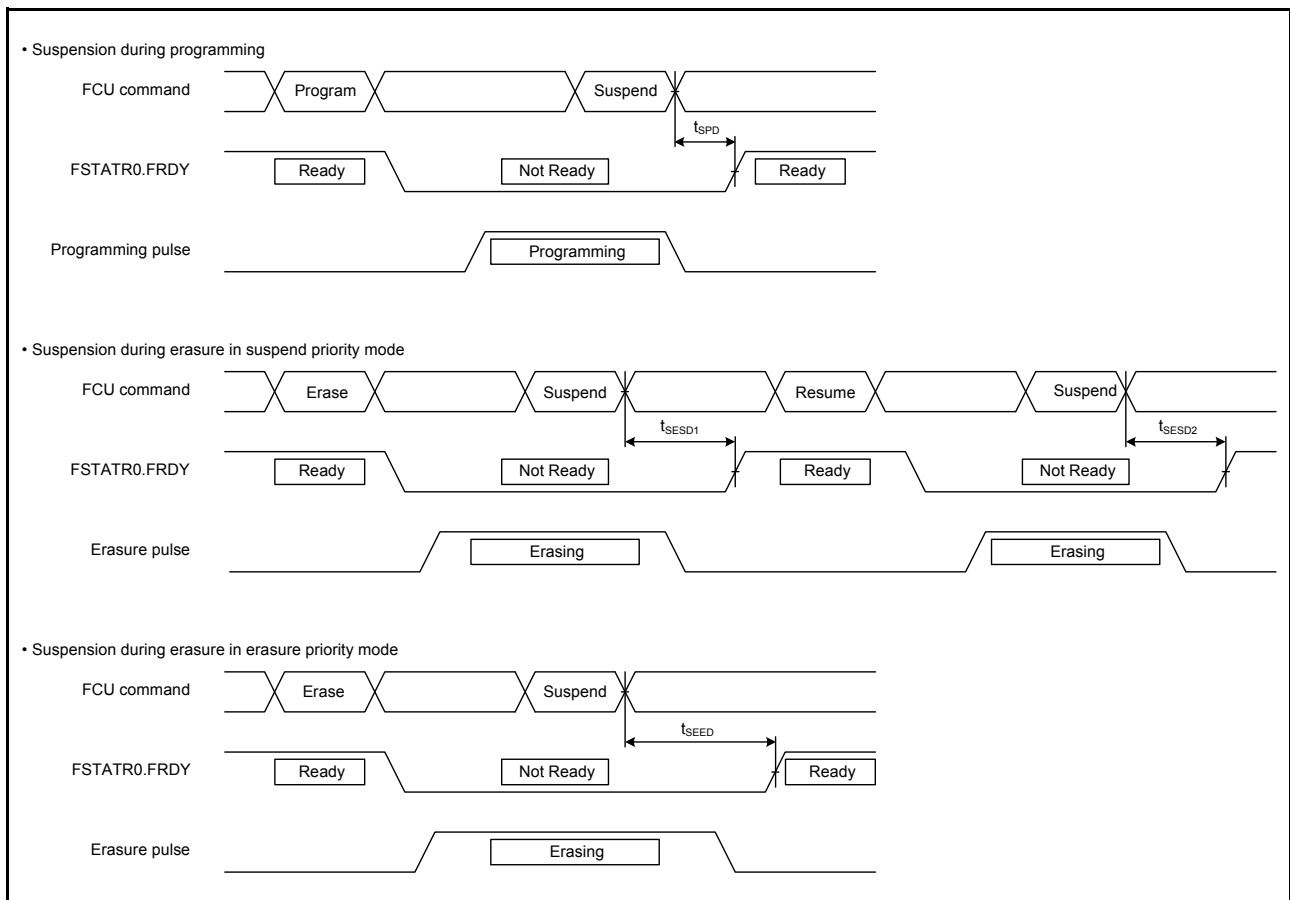 • Suspension during programming
FCU command
Program
Suspend
tSPD
FSTATR0.FRDY
Ready
Not Ready
Ready
Programming pulse
Programming
• Suspension during erasure in suspend priority mode
FCU command
Erase
Suspend
Resume
Suspend
tSESD1
tSESD2
FSTATR0.FRDY
Ready
Not Ready
Ready
Not Ready
Erasure pulse
Erasing
Erasing
• Suspension during erasure in erasure priority mode
FCU command
Erase
Suspend
tSEED
FSTATR0.FRDY
Ready
Not Ready
Ready
Erasure pulse
Erasing